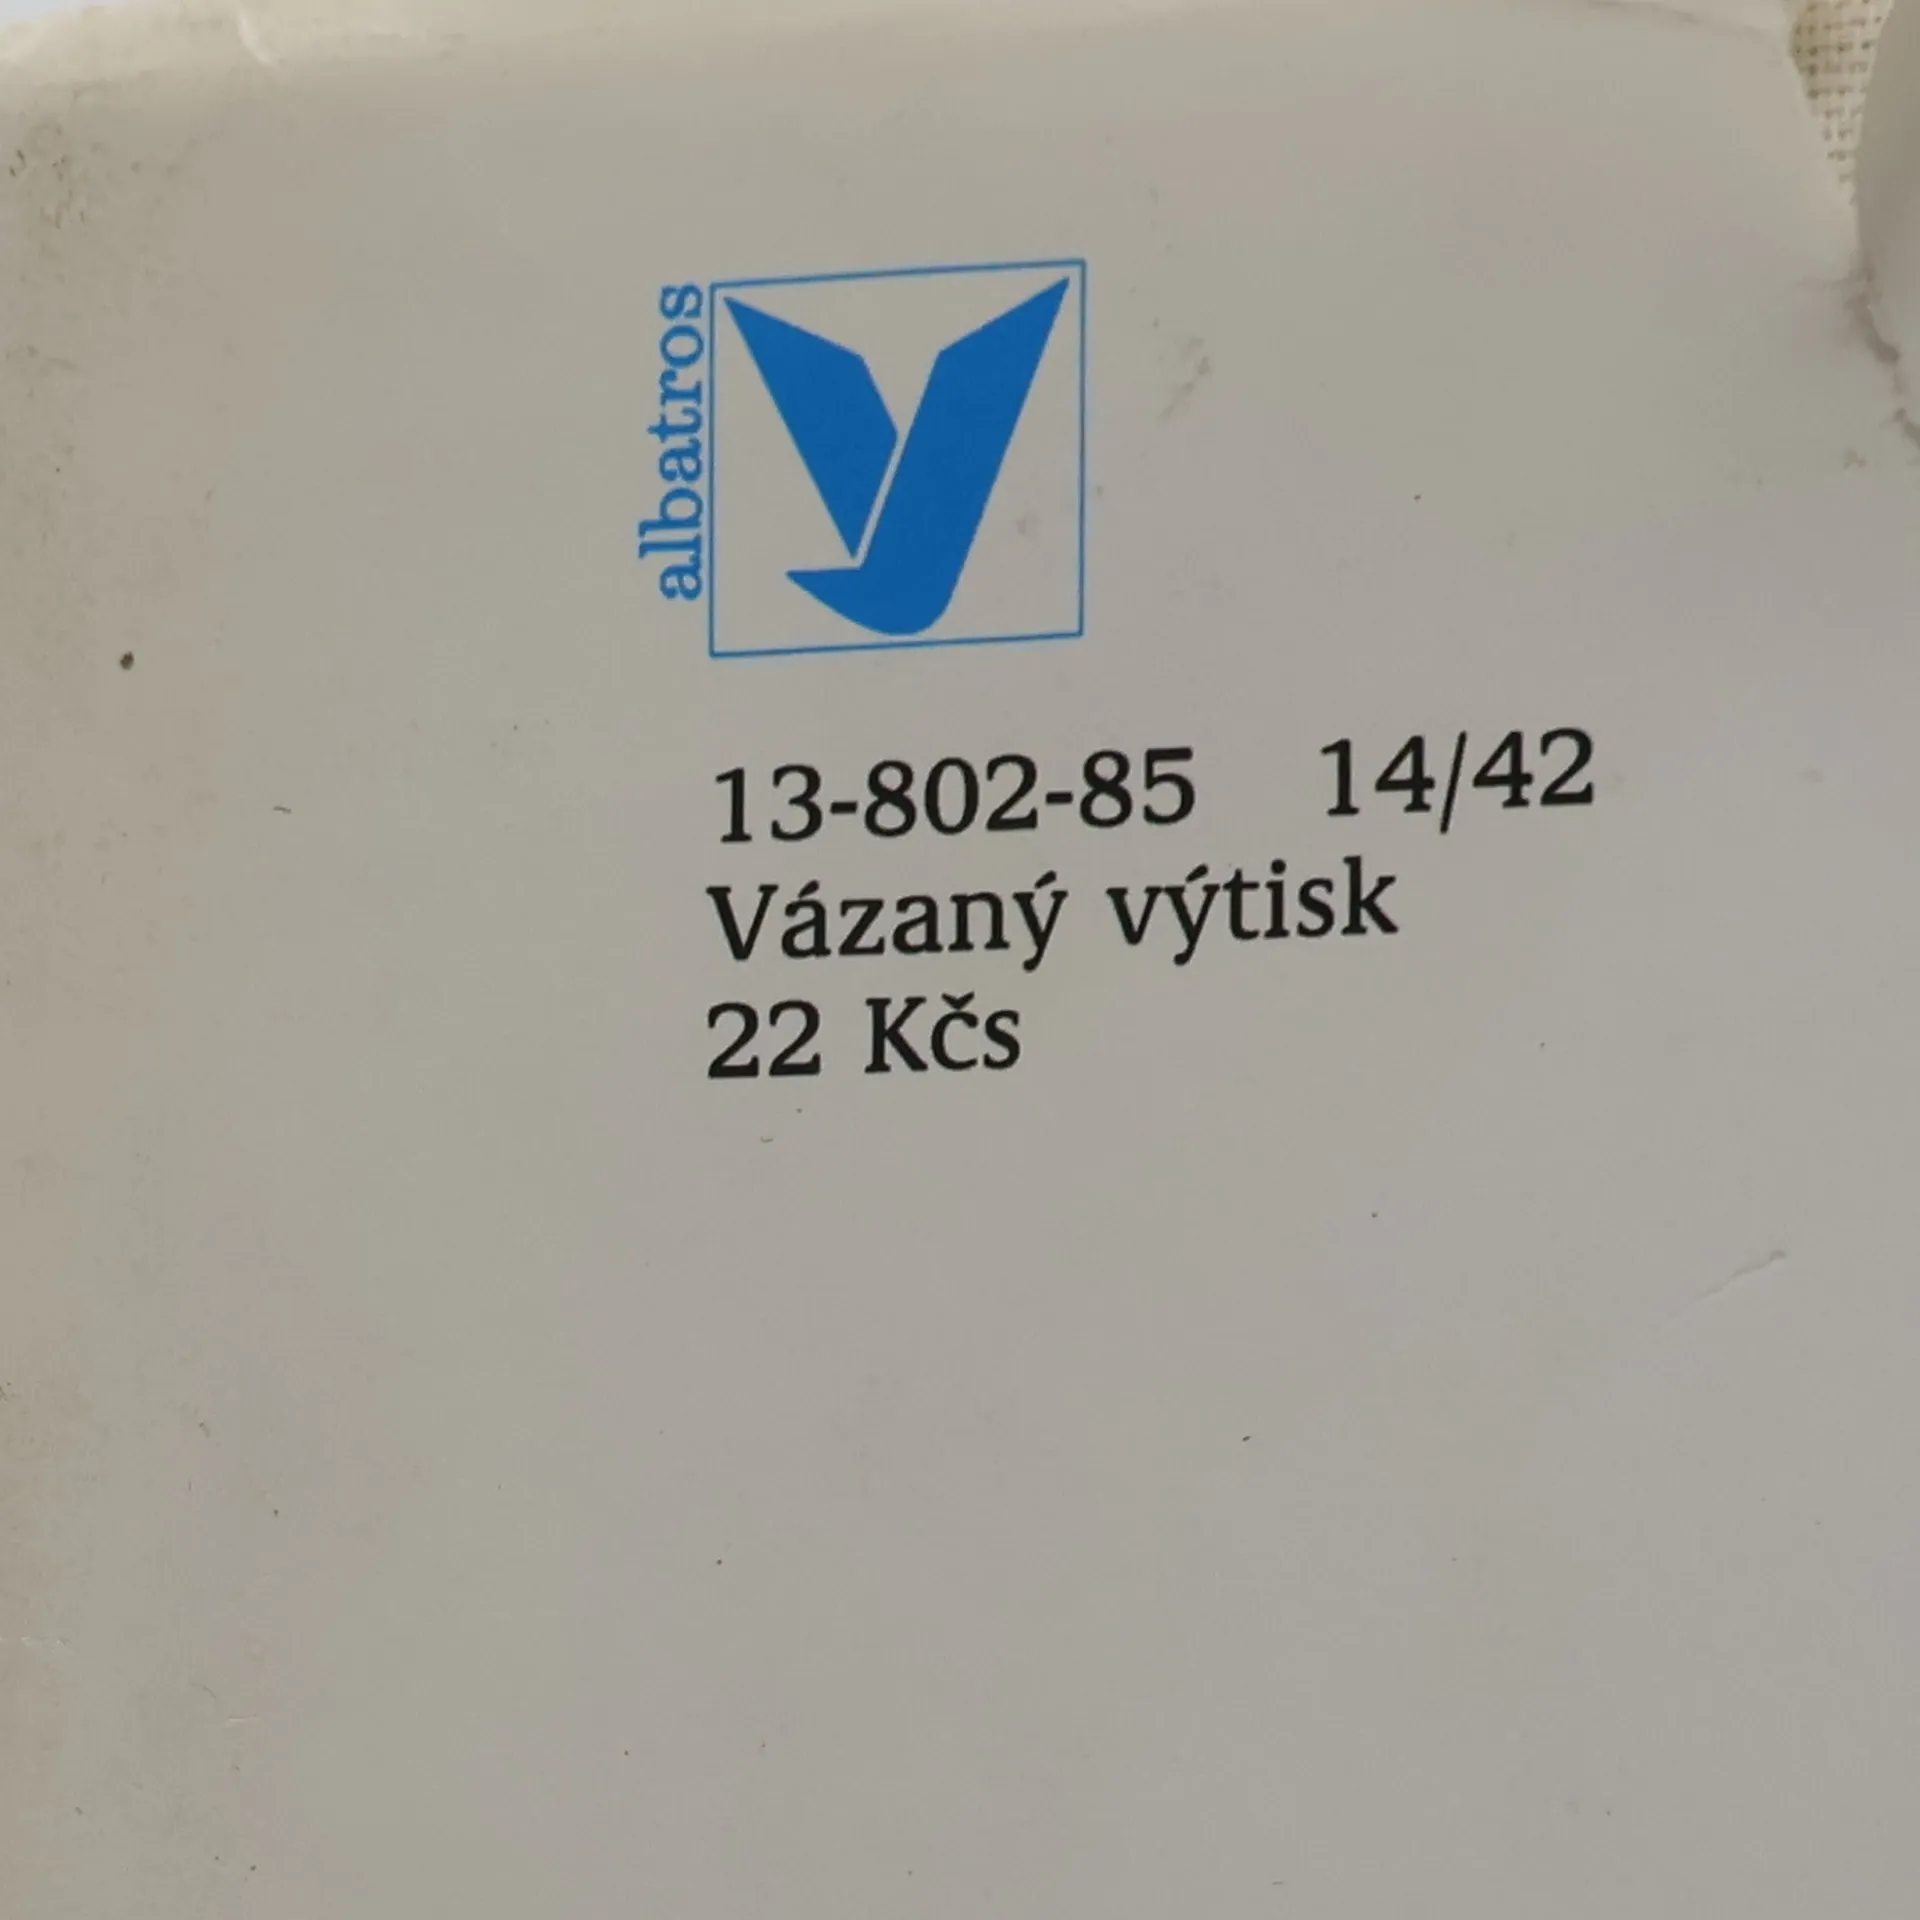 albatros
13-802-85 14/42
Vázaný výtisk
22 Kčs